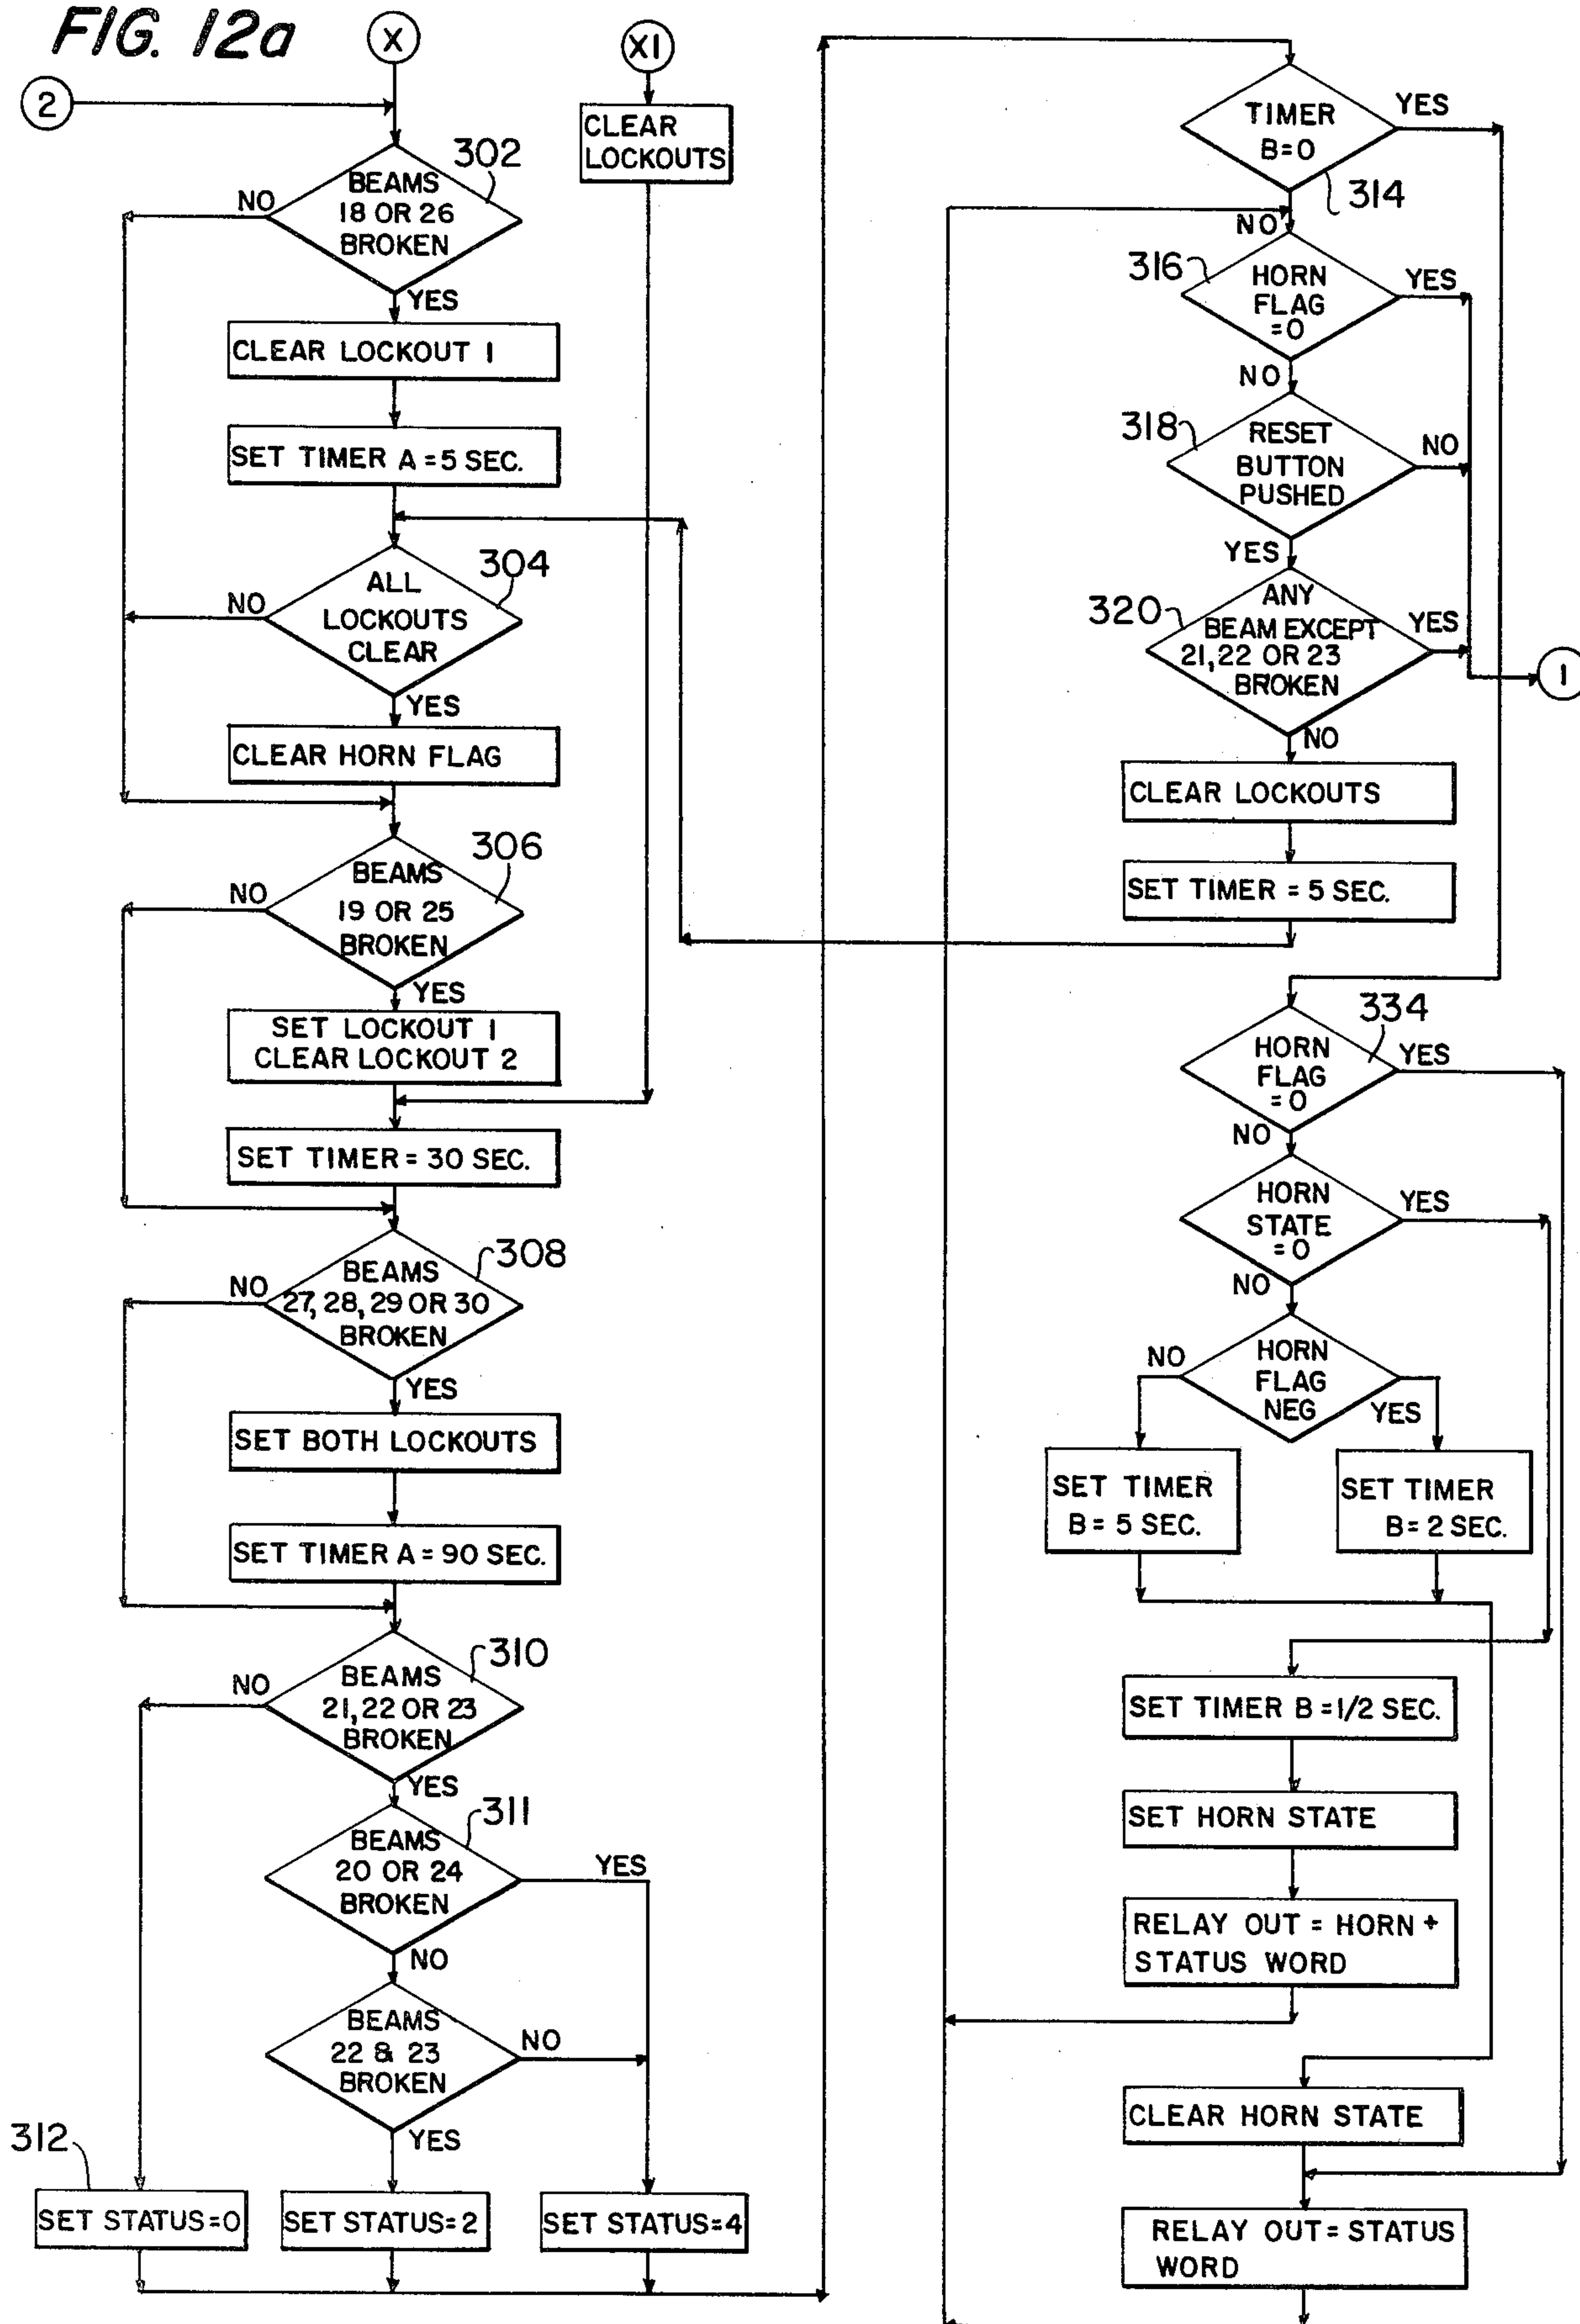 FIG. 12a
X
XI
2
CLEAR
LOCKOUTS
302
BEAMS
18 OR 26
BROKEN
NO
YES
CLEAR LOCKOUT 1
SET TIMER A = 5 SEC.
304
ALL
LOCKOUTS
CLEAR
NO
YES
CLEAR HORN FLAG
306
BEAMS
19 OR 25
BROKEN
NO
YES
SET LOCKOUT 1
CLEAR LOCKOUT 2
SET TIMER = 30 SEC.
308
BEAMS
27, 28, 29 OR 30
BROKEN
NO
YES
SET BOTH LOCKOUTS
SET TIMER A = 90 SEC.
310
BEAMS
21, 22 OR 23
BROKEN
NO
YES
311
BEAMS
20 OR 24
BROKEN
YES
NO
BEAMS
22 & 23
BROKEN
NO
YES
312
SET STATUS=0
SET STATUS=2
SET STATUS=4
TIMER
B=0
YES
314
NO
316
HORN
FLAG
=0
YES
NO
318
RESET
BUTTON
PUSHED
NO
YES
320
ANY
BEAM EXCEPT
21, 22 OR 23
BROKEN
YES
1
NO
CLEAR LOCKOUTS
SET TIMER = 5 SEC.
334
HORN
FLAG
=0
YES
NO
HORN
STATE
=0
YES
NO
HORN
FLAG
NEG
NO
YES
SET TIMER
B = 5 SEC.
SET TIMER
B = 2 SEC.
SET TIMER B = 1/2 SEC.
SET HORN STATE
RELAY OUT = HORN +
STATUS WORD
CLEAR HORN STATE
RELAY OUT = STATUS
WORD